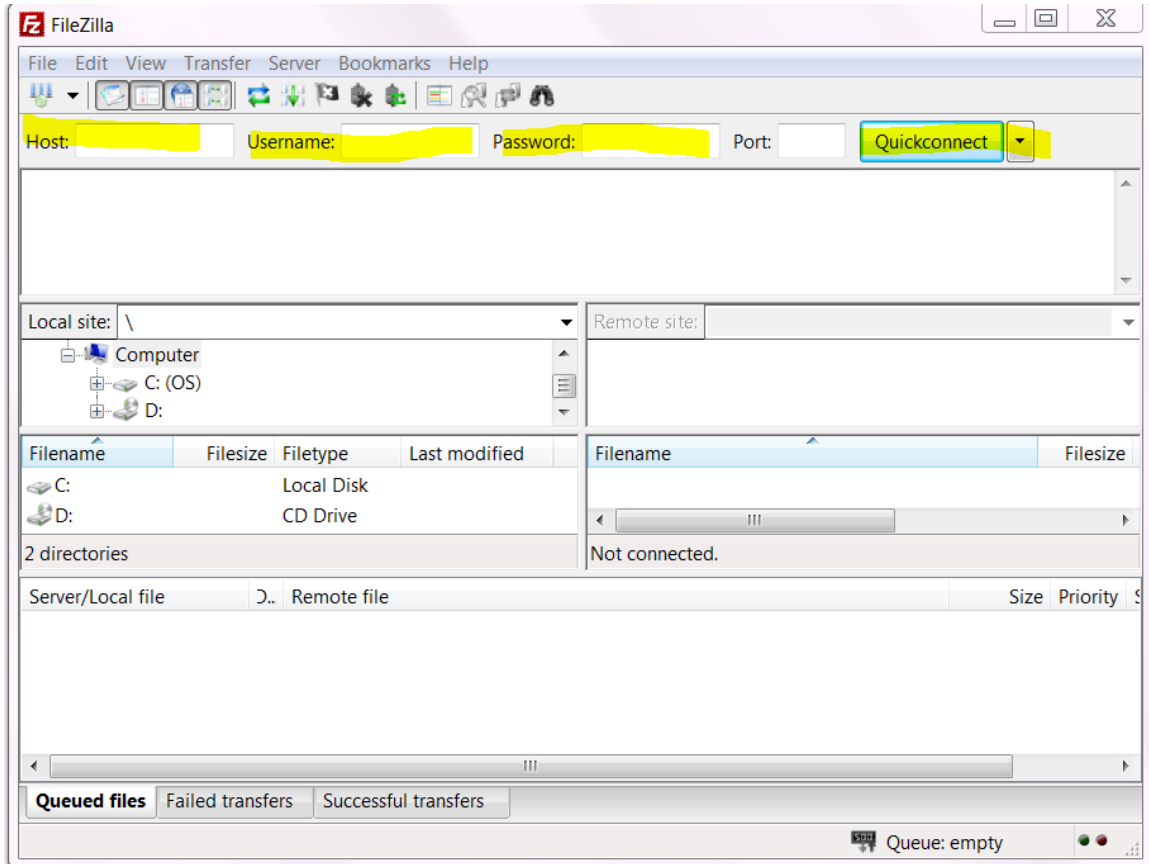 FileZilla
File Edit View Transfer Server Bookmarks Help
Host: Username: Password: Port: Quickconnect
Local site: \ Remote site:
Computer
C: (OS)
D:
Filename Filesize Filetype Last modified Filename Filesize
C: Local Disk
D: CD Drive
2 directories Not connected.
Server/Local file D.. Remote file Size Priority S
Queued files Failed transfers Successful transfers
Queue: empty